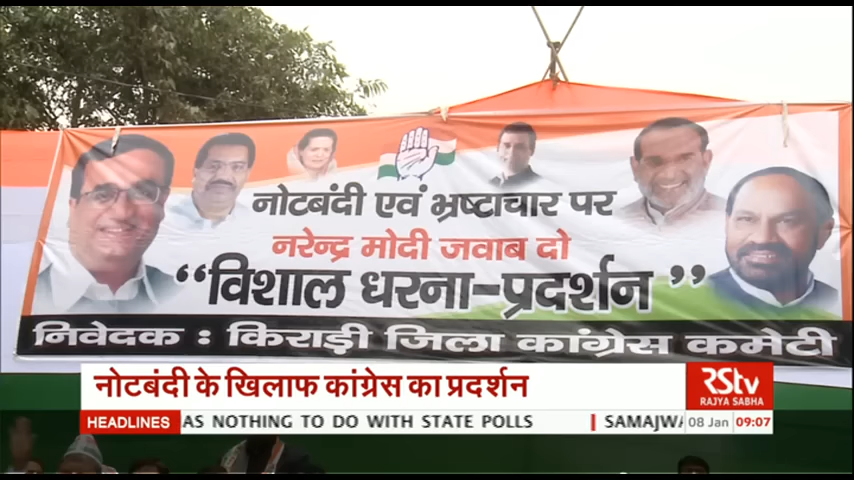 नोटबंदी एवं भ्रष्टाचार पर
नरेन्द्र मोदी जवाब दो
“विशाल धरना-प्रदर्शन”
निवेदक : किराड़ी जिला कांग्रेस कमेटी
नोटबंदी के खिलाफ कांग्रेस का प्रदर्शन
RStv
RAJYA SABHA
HEADLINES AS NOTHING TO DO WITH STATE POLLS SAMAJWA 08 Jan 09:07